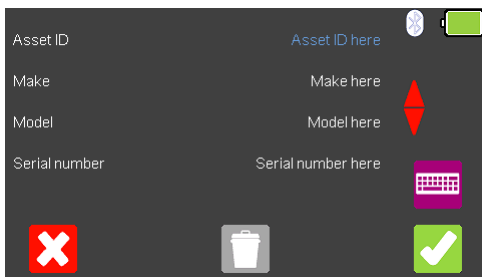 Asset ID Asset ID here
Make Make here
Model Model here
Serial number Serial number here